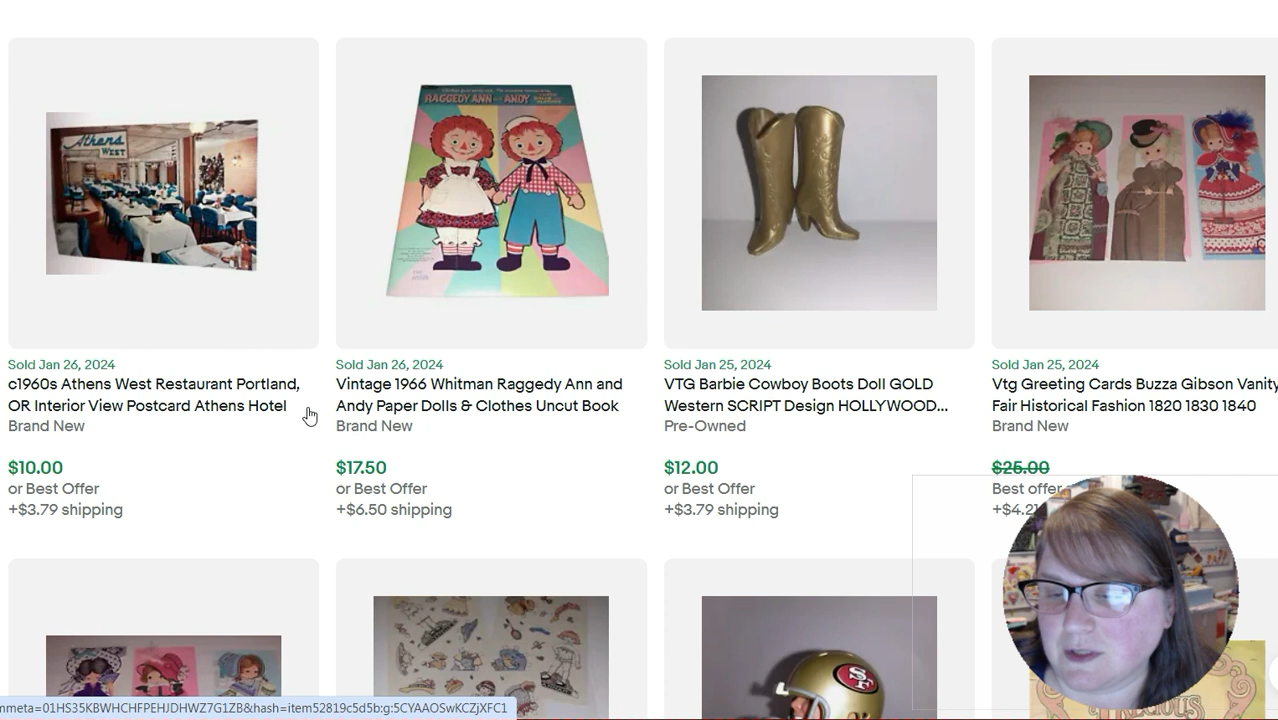 Athens
WEST
RAGGEDY ANN AND ANDY
Sold Jan 26, 2024
c1960s Athens West Restaurant Portland,
OR Interior View Postcard Athens Hotel
Brand New
$10.00
or Best Offer
+$3.79 shipping
Sold Jan 26, 2024
Vintage 1966 Whitman Raggedy Ann and
Andy Paper Dolls & Clothes Uncut Book
Brand New
$17.50
or Best Offer
+$6.50 shipping
Sold Jan 25, 2024
VTG Barbie Cowboy Boots Doll GOLD
Western SCRIPT Design HOLLYWOOD...
Pre-Owned
$12.00
or Best Offer
+$3.79 shipping
Sold Jan 25, 2024
Vtg Greeting Cards Buzza Gibson Vanity
Fair Historical Fashion 1820 1830 1840
Brand New
$25.00
Best offer
+$4.21
SF
Precious
nmeta=01HS35KBWHCHFPEHJDHWZ7G1ZB&hash=item52819c5d5b:g:5CYAAOSwKCZjXFC1